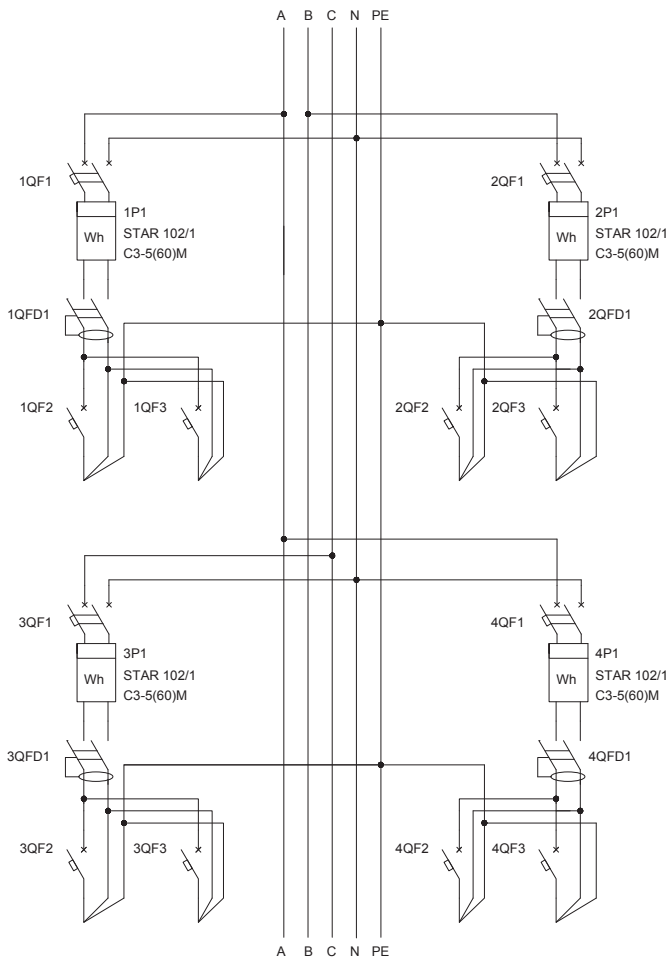 A B C N PE
1QF1
2QF1
1P1
STAR 102/1
C3-5(60)M
Wh
2P1
STAR 102/1
C3-5(60)M
Wh
1QFD1
2QFD1
1QF2
1QF3
2QF2
2QF3
3QF1
4QF1
3P1
STAR 102/1
C3-5(60)M
Wh
4P1
STAR 102/1
C3-5(60)M
Wh
3QFD1
4QFD1
3QF2
3QF3
4QF2
4QF3
A B C N PE